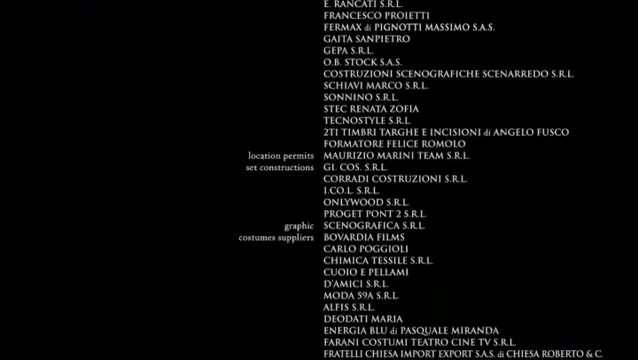 E. RANCATI S.R.L.
FRANCESCO PROIETTI
FERMAX di PIGNOTTI MASSIMO S.A.S.
GAITA SANPIETRO
GEPA S.R.L.
O.B. STOCK S.A.S.
COSTRUZIONI SCENOGRAFICHE SCENARREDO S.R.L.
SCHIAVI MARCO S.R.L.
SONNINO S.R.L.
STEC RENATA ZOFIA
TECNOSTYLE S.R.L.
2TI TIMBRI TARGHE E INCISIONI di ANGELO FUSCO
FORMATORE FELICE ROMOLO
location permits MAURIZIO MARINI TEAM S.R.L.
set constructions GI. COS. S.R.L.
CORRADI COSTRUZIONI S.R.L.
I.CO.L S.R.L.
ONLYWOOD S.R.L.
PROGET PONT 2 S.R.L.
graphic SCENOGRAFICA S.R.L.
costumes suppliers BOVARDIA FILMS
CARLO POGGIOLI
CHIMICA TESSILE S.R.L.
CUOIO E PELLAMI
D'AMICI S.R.L.
MODA 59A S.R.L.
ALFIS S.R.L.
DEODATI MARIA
ENERGIA BLU di PASQUALE MIRANDA
FARANI COSTUMI TEATRO CINE TV S.R.L.
FRATELLI CHIESA IMPORT EXPORT S.A.S. di CHIESA ROBERTO & C.